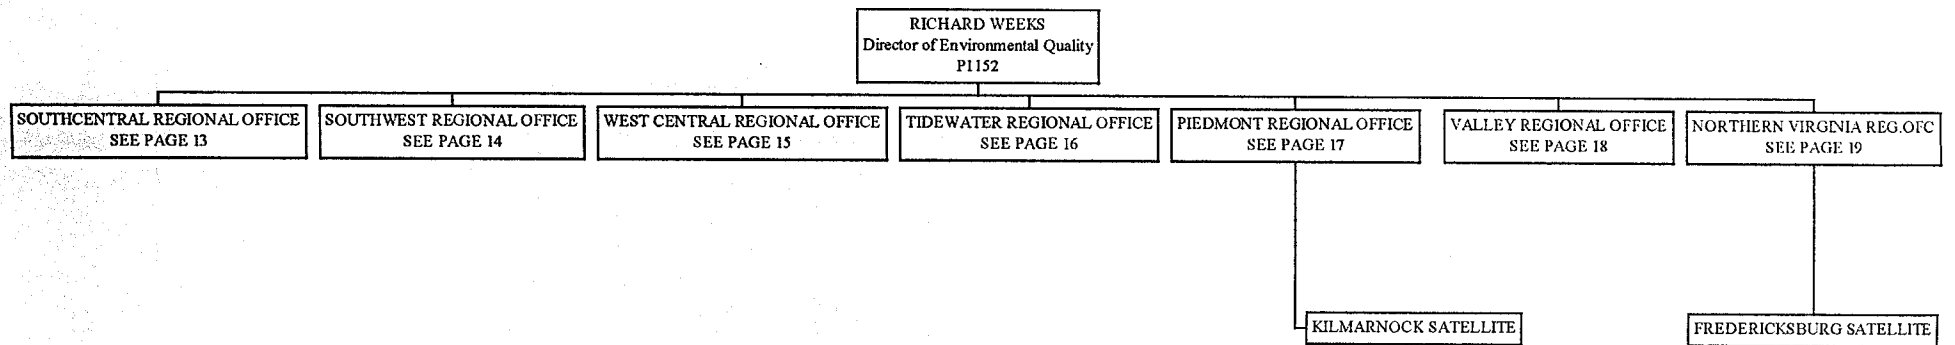 RICHARD WEEKS
Director of Environmental Quality
P1152
SOUTHCENTRAL REGIONAL OFFICE
SEE PAGE 13
SOUTHWEST REGIONAL OFFICE
SEE PAGE 14
WEST CENTRAL REGIONAL OFFICE
SEE PAGE 15
TIDEWATER REGIONAL OFFICE
SEE PAGE 16
PIEDMONT REGIONAL OFFICE
SEE PAGE 17
VALLEY REGIONAL OFFICE
SEE PAGE 18
NORTHERN VIRGINIA REG.OFC
SEE PAGE 19
KILMARNOCK SATELLITE
FREDERICKSBURG SATELLITE